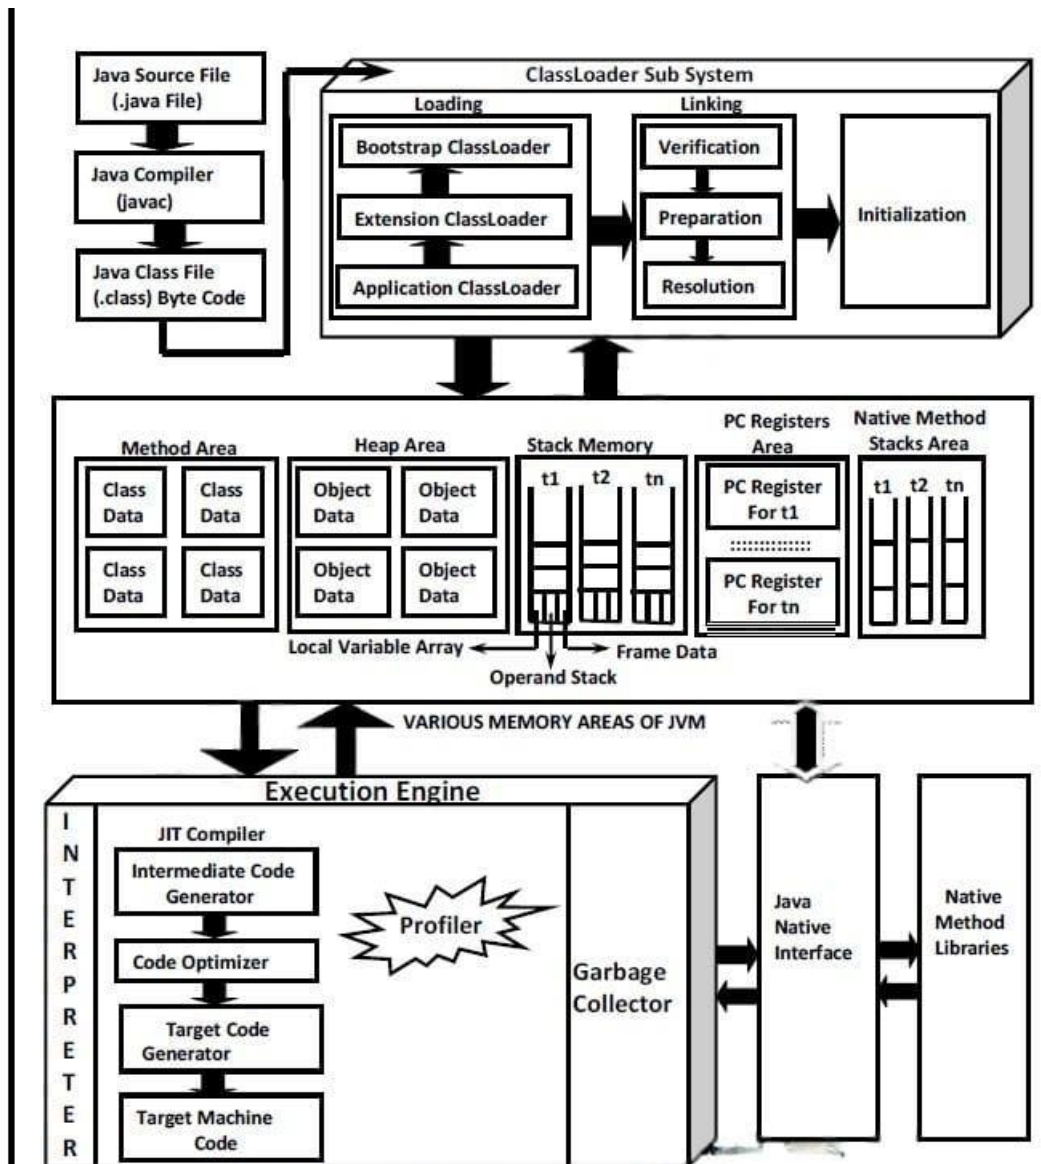 Java Source File
(.java File)
Java Compiler
(javac)
Java Class File
(.class) Byte Code
ClassLoader Sub System
Loading
Bootstrap ClassLoader
Extension ClassLoader
Application ClassLoader
Linking
Verification
Preparation
Resolution
Initialization
Method Area
Class
Data
Class
Data
Class
Data
Class
Data
Heap Area
Object
Data
Object
Data
Object
Data
Object
Data
Stack Memory
t1
t2
tn
Local Variable Array
Operand Stack
Frame Data
PC Registers
Area
PC Register
For t1
PC Register
For tn
Native Method
Stacks Area
t1
t2
tn
VARIOUS MEMORY AREAS OF JVM
Execution Engine
INTERPRETER
JIT Compiler
Intermediate Code
Generator
Code Optimizer
Target Code
Generator
Target Machine
Code
Profiler
Garbage
Collector
Java
Native
Interface
Native
Method
Libraries